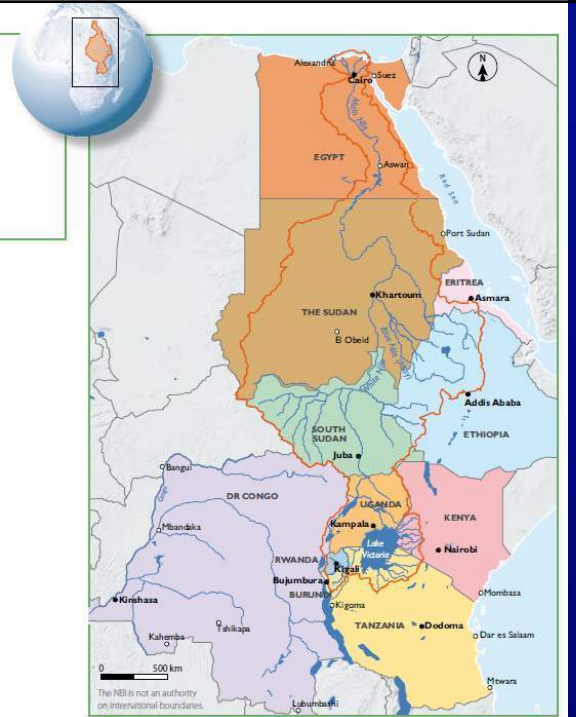 Alexandria
Cairo
Suez
N
Main Nile
EGYPT
Aswan
Red Sea
Port Sudan
ERITREA
Khartoum
Asmara
THE SUDAN
El Obeid
Blue Nile (Abay)
White Nile
Addis Ababa
SOUTH
SUDAN
ETHIOPIA
Juba
Bangui
DR CONGO
UGANDA
KENYA
Congo
Mbandaka
Kampala
Lake
Victoria
Nairobi
RWANDA
Kigali
Bujumbura
BURUNDI
Mombasa
Kinshasa
Kigoma
Tshikapa
TANZANIA
Dodoma
Kahemba
Dar es Salaam
0 500 km
Mtwara
The NBI is not an authority
on International boundaries.
Lubumbashi